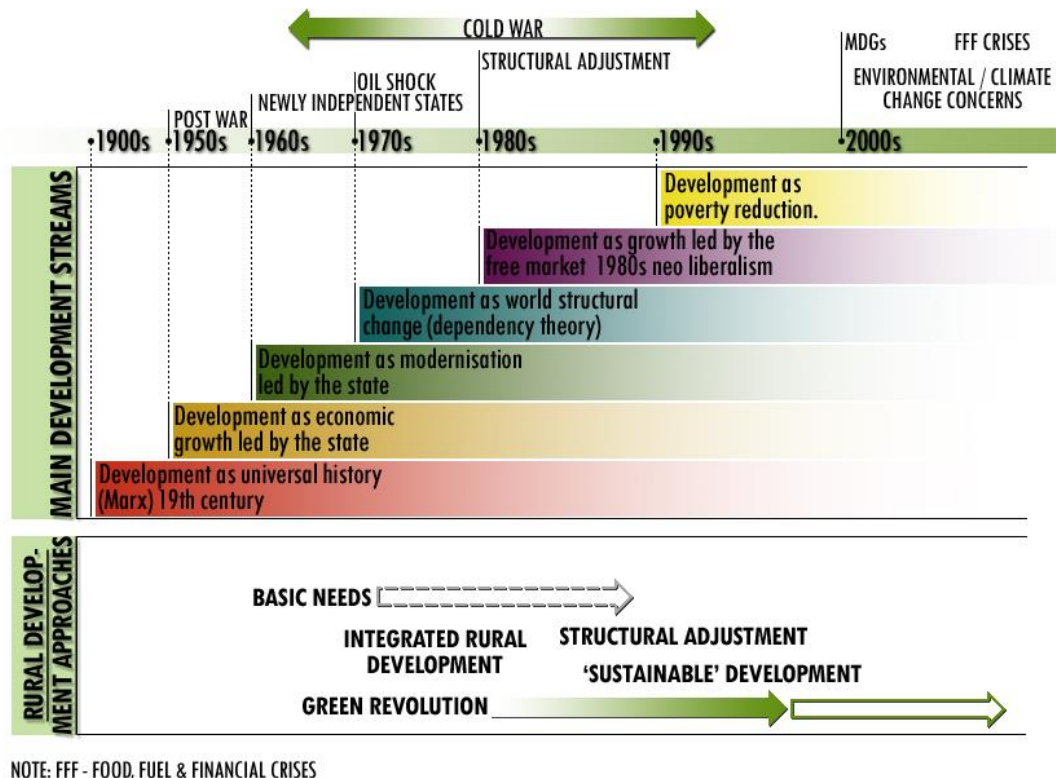 COLD WAR
MDGs FFF CRISES
STRUCTURAL ADJUSTMENT
ENVIRONMENTAL / CLIMATE
CHANGE CONCERNS
OIL SHOCK
NEWLY INDEPENDENT STATES
POST WAR
•1900s •1950s •1960s •1970s •1980s •1990s •2000s
MAIN DEVELOPMENT STREAMS
Development as
poverty reduction.
Development as growth led by the
free market 1980s neo liberalism
Development as world structural
change (dependency theory)
Development as modernisation
led by the state
Development as economic
growth led by the state
Development as universal history
(Marx) 19th century
RURAL DEVELOP-
MENT APPROACHES
BASIC NEEDS
INTEGRATED RURAL
DEVELOPMENT
STRUCTURAL ADJUSTMENT
‘SUSTAINABLE’ DEVELOPMENT
GREEN REVOLUTION
NOTE: FFF - FOOD, FUEL & FINANCIAL CRISES